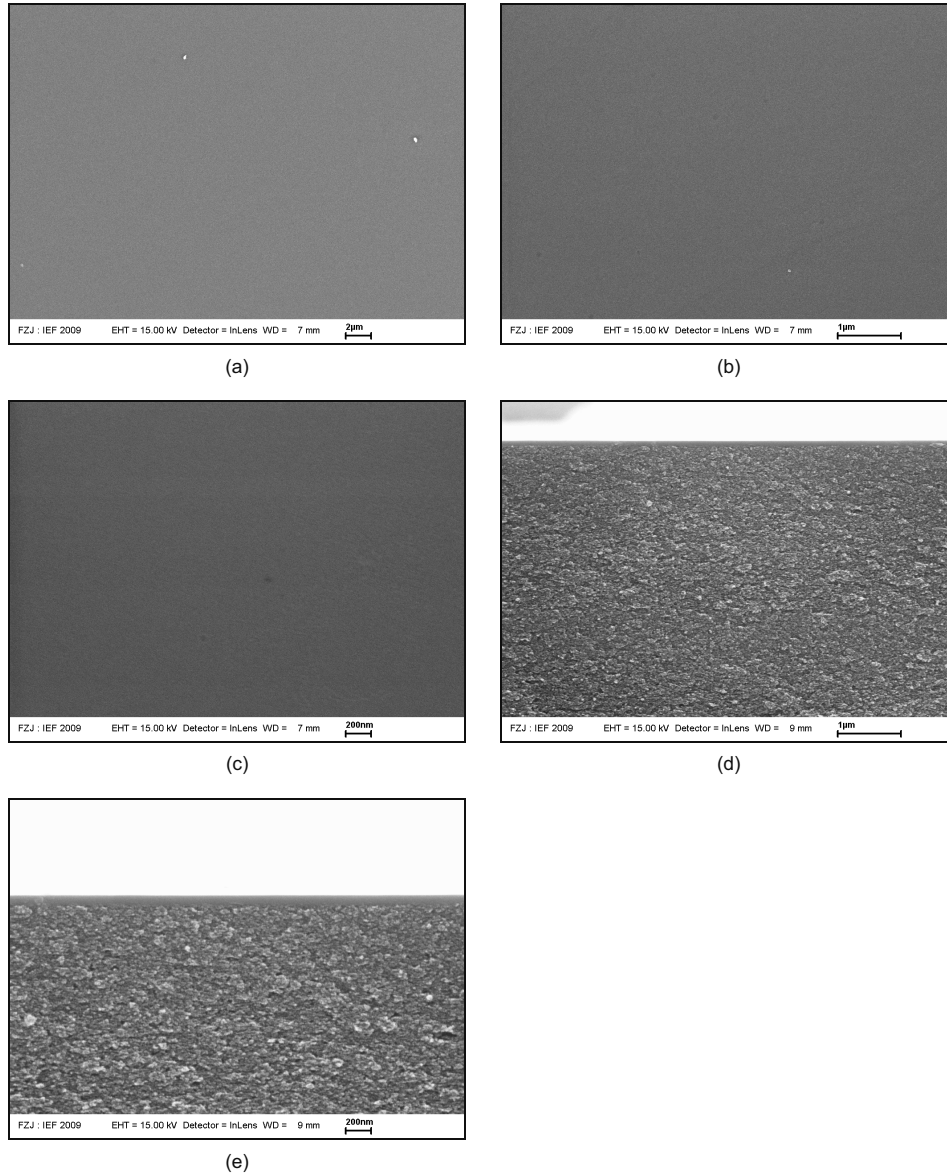 FZJ : IEF 2009 EHT = 15.00 kV Detector = InLens WD = 7 mm 2µm
(a)
FZJ : IEF 2009 EHT = 15.00 kV Detector = InLens WD = 7 mm 1µm
(b)
FZJ : IEF 2009 EHT = 15.00 kV Detector = InLens WD = 7 mm 200nm
(c)
FZJ : IEF 2009 EHT = 15.00 kV Detector = InLens WD = 9 mm 1µm
(d)
FZJ : IEF 2009 EHT = 15.00 kV Detector = InLens WD = 9 mm 200nm
(e)